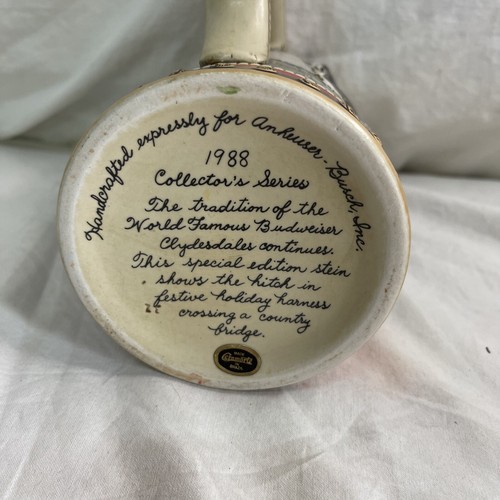 Handcrafted expressly for Anheuser-Busch, Inc.
1988
Collector's Series
The tradition of the
World Famous Budweiser
Clydesdales continues.
This special edition stein
shows the hitch in
festive holiday harness
crossing a country
bridge.